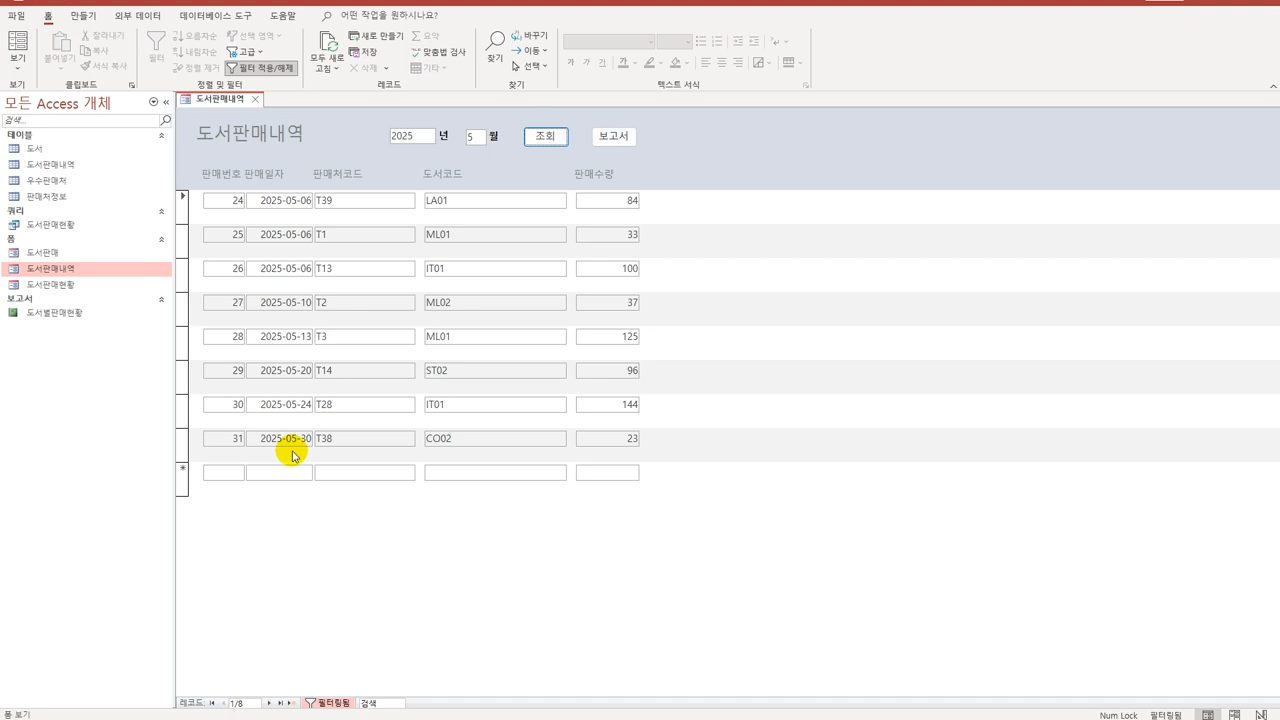 파일 홈 만들기 외부 데이터 데이터베이스 도구 도움말 어떤 작업을 원하시나요?
보기
보기
붙여넣기
잘라내기
복사
서식 복사
클립보드
필터
오름차순
내림차순
정렬 제거
선택 영역
고급
필터 적용/해제
정렬 및 필터
모두 새로 고침
새로 만들기
저장
삭제
요약
맞춤법 검사
기타
레코드
찾기
바꾸기
이동
선택
찾기
가 가 가
텍스트 서식
모든 Access 개체
검색...
테이블
도서
도서판매내역
우수판매처
판매처정보
쿼리
도서판매현황
폼
도서판매
도서판매내역
도서판매현황
보고서
도서별판매현황
도서판매내역
도서판매내역 2025 년 5 월 조회 보고서
판매번호 판매일자 판매처코드 도서코드 판매수량
24 2025-05-06 T39 LA01 84
25 2025-05-06 T1 ML01 33
26 2025-05-06 T13 IT01 100
27 2025-05-10 T2 ML02 37
28 2025-05-13 T3 ML01 125
29 2025-05-20 T14 ST02 96
30 2025-05-24 T28 IT01 144
31 2025-05-30 T38 CO02 23
레코드: 1/8 필터링됨 검색
폼 보기 Num Lock 필터링됨